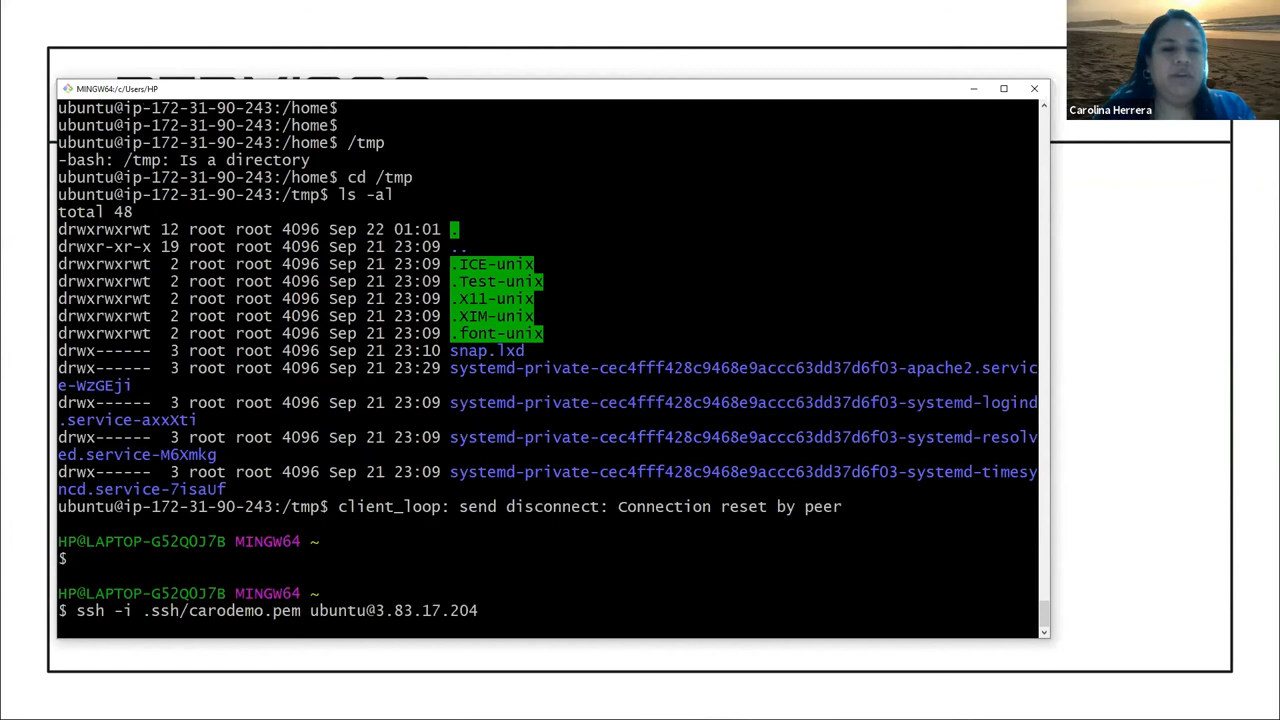 MINGW64:/c/Users/HP
Carolina Herrera
ubuntu@ip-172-31-90-243:/home$
ubuntu@ip-172-31-90-243:/home$
ubuntu@ip-172-31-90-243:/home$ /tmp
-bash: /tmp: Is a directory
ubuntu@ip-172-31-90-243:/home$ cd /tmp
ubuntu@ip-172-31-90-243:/tmp$ ls -al
total 48
drwxrwxrwt 12 root root 4096 Sep 22 01:01 .
drwxr-xr-x 19 root root 4096 Sep 21 23:09 ..
drwxrwxrwt  2 root root 4096 Sep 21 23:09 .ICE-unix
drwxrwxrwt  2 root root 4096 Sep 21 23:09 .Test-unix
drwxrwxrwt  2 root root 4096 Sep 21 23:09 .X11-unix
drwxrwxrwt  2 root root 4096 Sep 21 23:09 .XIM-unix
drwxrwxrwt  2 root root 4096 Sep 21 23:09 .font-unix
drwx------  3 root root 4096 Sep 21 23:10 snap.lxd
drwx------  3 root root 4096 Sep 21 23:29 systemd-private-cec4fff428c9468e9accc63dd37d6f03-apache2.servic
e-WzGEji
drwx------  3 root root 4096 Sep 21 23:09 systemd-private-cec4fff428c9468e9accc63dd37d6f03-systemd-logind
.service-axxXti
drwx------  3 root root 4096 Sep 21 23:09 systemd-private-cec4fff428c9468e9accc63dd37d6f03-systemd-resolv
ed.service-M6Xmkg
drwx------  3 root root 4096 Sep 21 23:09 systemd-private-cec4fff428c9468e9accc63dd37d6f03-systemd-timesy
ncd.service-7isaUf
ubuntu@ip-172-31-90-243:/tmp$ client_loop: send disconnect: Connection reset by peer
HP@LAPTOP-G52QOJ7B MINGW64 ~
$
HP@LAPTOP-G52QOJ7B MINGW64 ~
$ ssh -i .ssh/carodemo.pem ubuntu@3.83.17.204